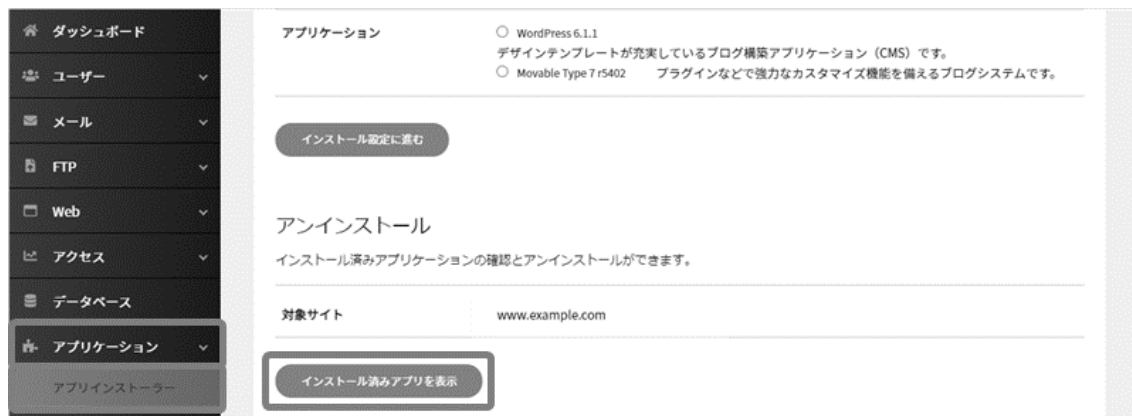 ダッシュボード
ユーザー
メール
FTP
Web
アクセス
データベース
アプリケーション
アプリインストーラー
アプリケーション
WordPress 6.1.1
デザインテンプレートが充実しているブログ構築アプリケーション（CMS）です。
Movable Type 7 r5402 プラグインなどで強力なカスタマイズ機能を備えるブログシステムです。
インストール設定に進む
アンインストール
インストール済みアプリケーションの確認とアンインストールができます。
対象サイト www.example.com
インストール済みアプリを表示